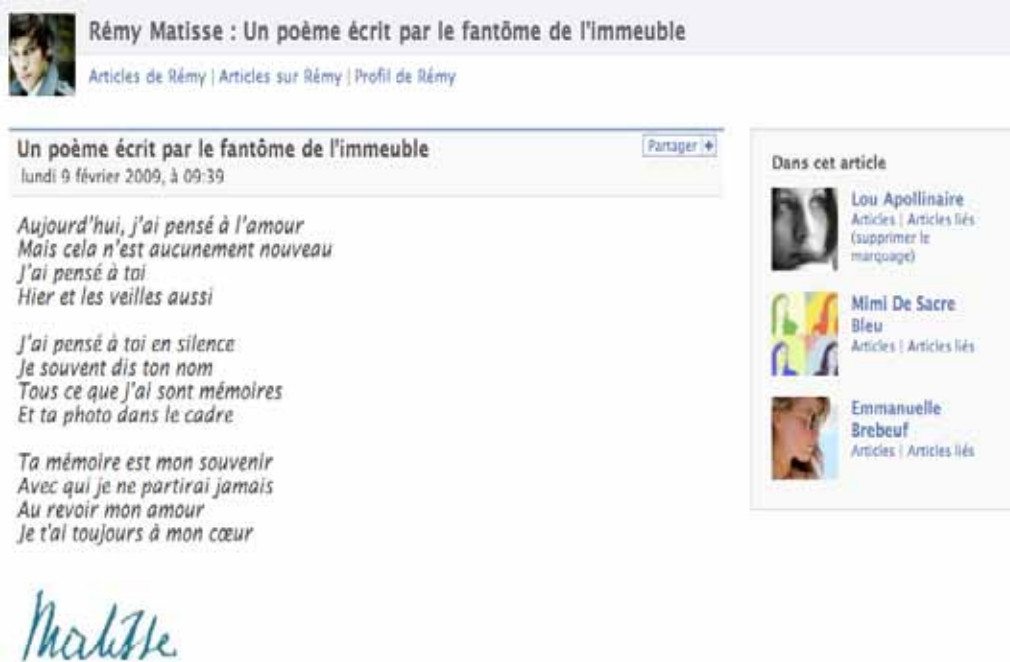 Rémy Matisse : Un poème écrit par le fantôme de l'immeuble
Articles de Rémy | Articles sur Rémy | Profil de Rémy
Un poème écrit par le fantôme de l'immeuble
Partager +
lundi 9 février 2009, à 09:39
Aujourd'hui, j'ai pensé à l'amour
Mais cela n'est aucunement nouveau
J'ai pensé à toi
Hier et les veilles aussi
J'ai pensé à toi en silence
Je souvent dis ton nom
Tous ce que j'ai sont mémoires
Et ta photo dans le cadre
Ta mémoire est mon souvenir
Avec qui je ne partirai jamais
Au revoir mon amour
Je t'ai toujours à mon cœur
Matisse
Dans cet article
Lou Apollinaire
Articles | Articles liés
(supprimer le
marquage)
Mimi De Sacre
Bleu
Articles | Articles liés
Emmanuelle
Brebeuf
Articles | Articles liés